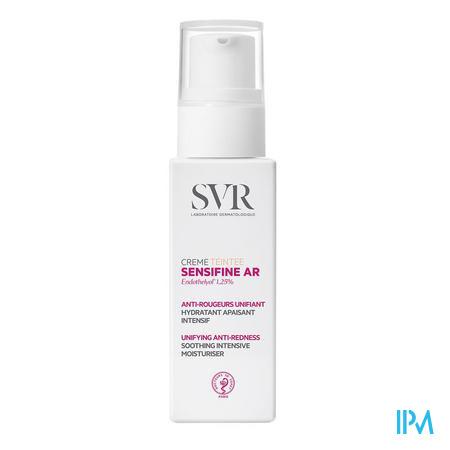 SVR
LABORATOIRE DERMATOLOGIQUE
CREME TEINTEE
SENSIFINE AR
Endothelyol® 1,25%
ANTI-ROUGEURS UNIFIANT
HYDRATANT APAISANT
INTENSIF
UNIFYING ANTI-REDNESS
SOOTHING INTENSIVE
MOISTURISER
PARIS
IPM